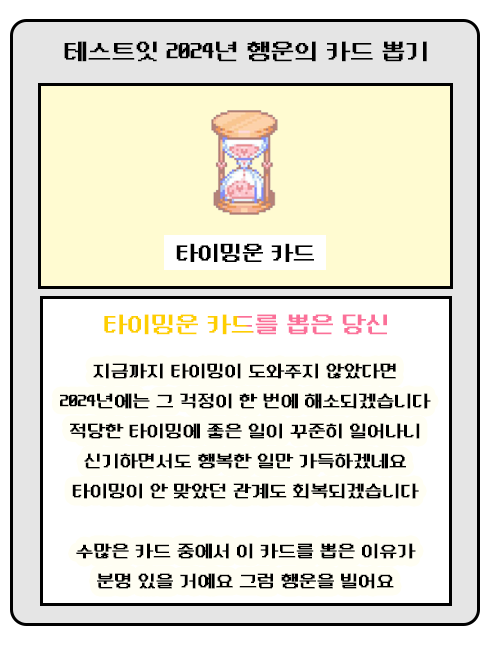 테스트잇 2024년 행운의 카드 뽑기
타이밍운 카드
타이밍운 카드를 뽑은 당신
지금까지 타이밍이 도와주지 않았다면
2024년에는 그 걱정이 한 번에 해소되겠습니다
적당한 타이밍에 좋은 일이 꾸준히 일어나니
신기하면서도 행복한 일만 가득하겠네요
타이밍이 안 맞았던 관계도 회복되겠습니다
수많은 카드 중에서 이 카드를 뽑은 이유가
분명 있을 거예요 그럼 행운을 빌어요